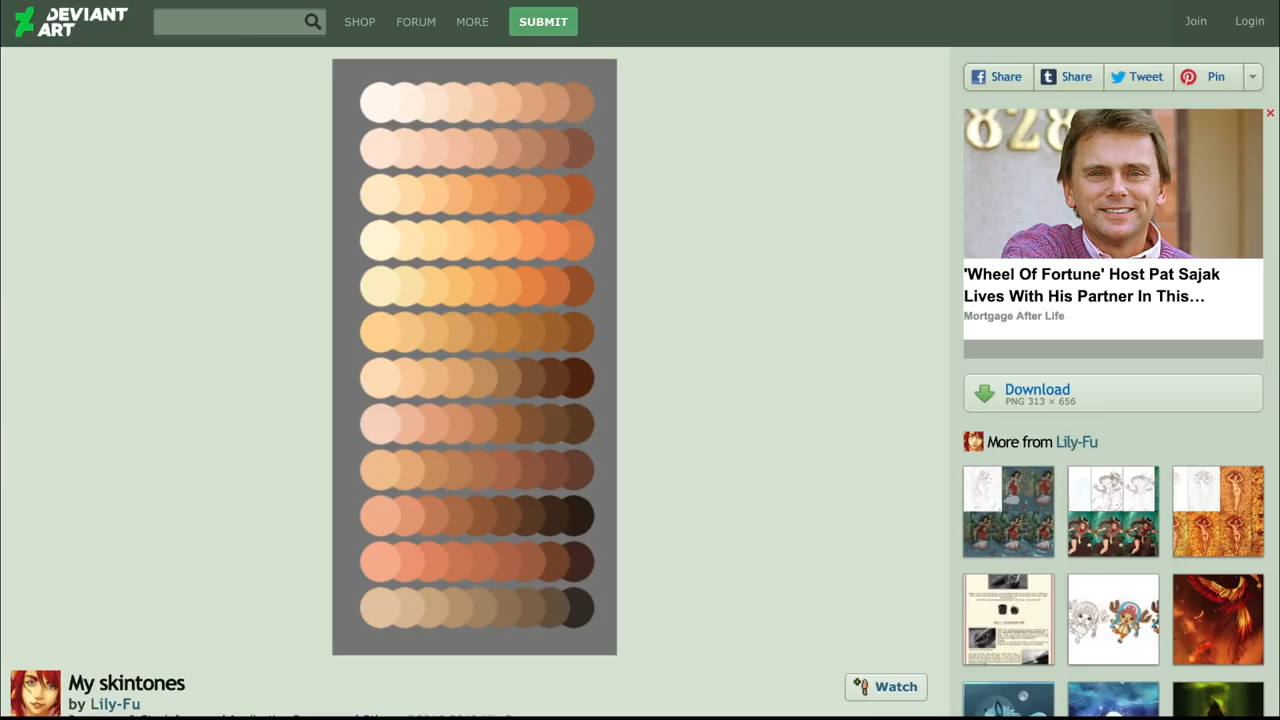 DEVIANT
ART
SHOP
FORUM
MORE
SUBMIT
Join
Login
Share
Share
Tweet
Pin
828
'Wheel Of Fortune' Host Pat Sajak
Lives With His Partner In This...
Mortgage After Life
Download
PNG 313 × 656
More from Lily-Fu
My skintones
by Lily-Fu
Watch